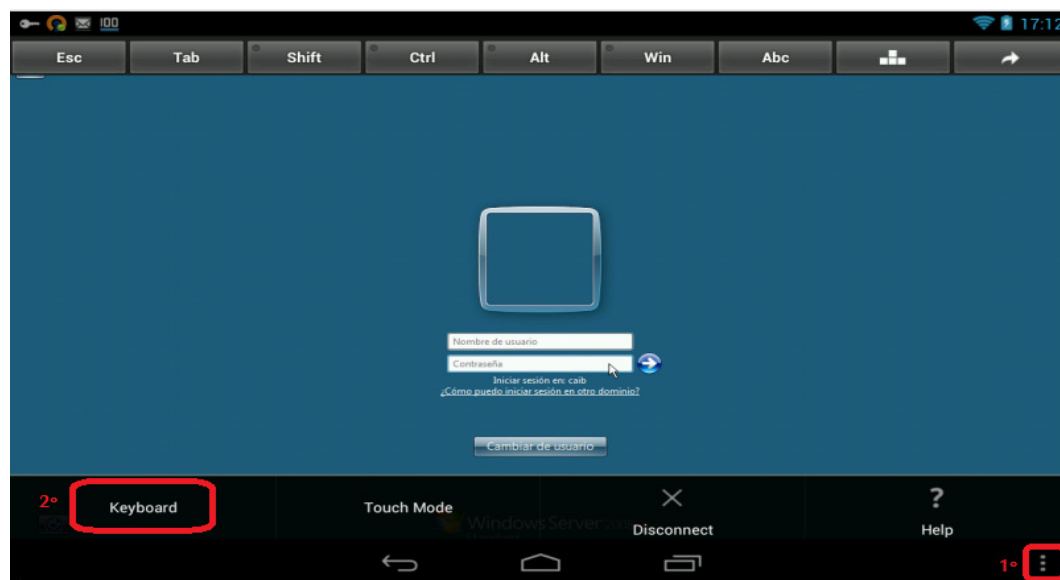 100 17:12
Esc Tab Shift Ctrl Alt Win Abc
Nombre de usuario
Contraseña
Iniciar sesión en: caib
¿Cómo puedo iniciar sesión en otro dominio?
Cambiar de usuario
2º Keyboard Touch Mode Disconnect ? Help
Windows Server
1º